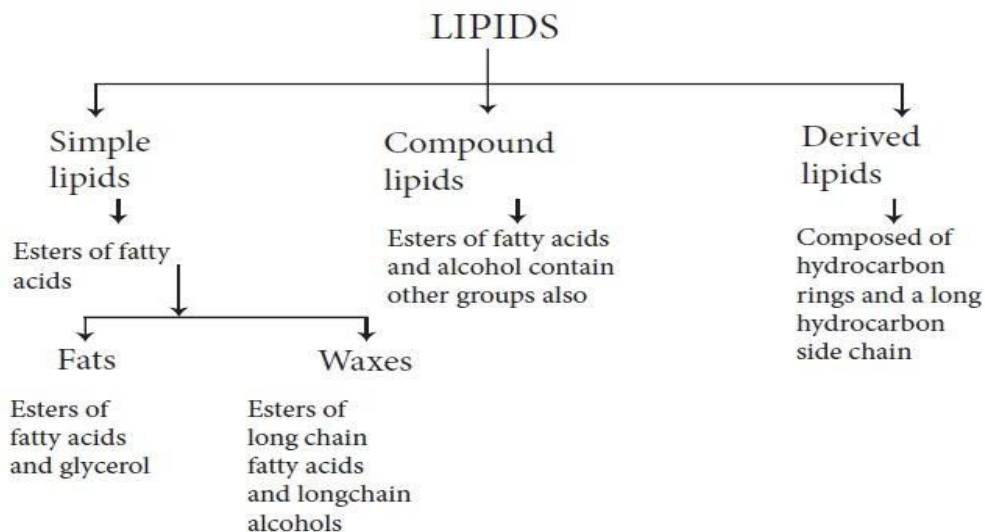 LIPIDS
Simple
lipids
Esters of fatty
acids
Fats
Esters of
fatty acids
and glycerol
Waxes
Esters of
long chain
fatty acids
and longchain
alcohols
Compound
lipids
Esters of fatty acids
and alcohol contain
other groups also
Derived
lipids
Composed of
hydrocarbon
rings and a long
hydrocarbon
side chain